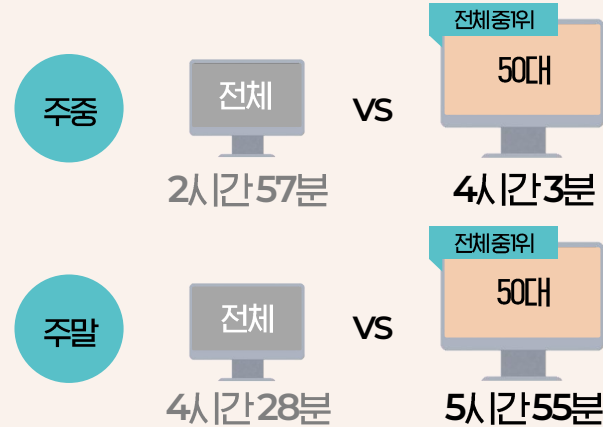 전체중1위
주중
전체
VS
50대
2시간 57분
4시간 3분
전체중1위
주말
전체
VS
50대
4시간 28분
5시간 55분